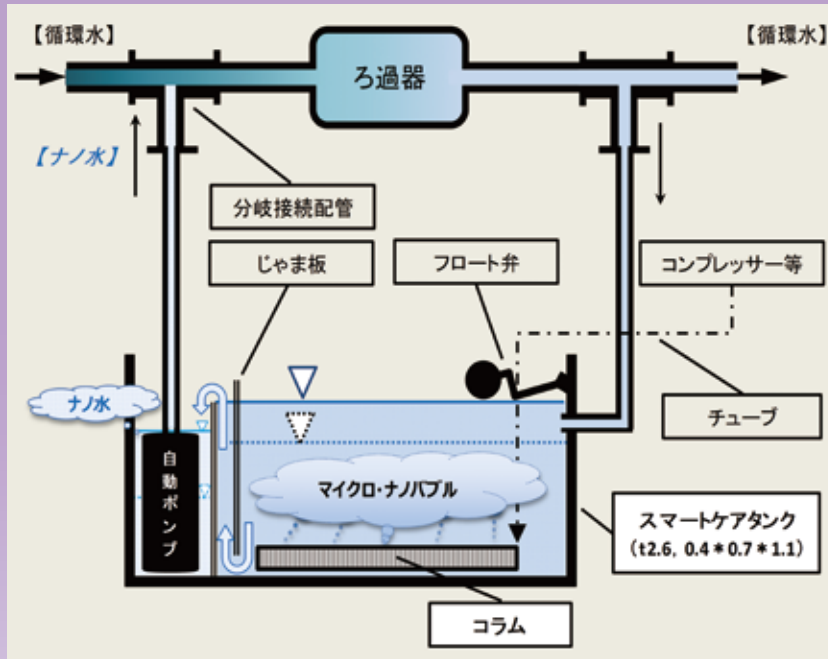 【循環水】
【循環水】
ろ過器
【ナノ水】
分岐接続配管
じゃま板
フロート弁
コンプレッサー等
チューブ
ナノ水
自動ポンプ
マイクロ・ナノバブル
スマートケアタンク
（t2.6, 0.4＊0.7＊1.1）
コラム